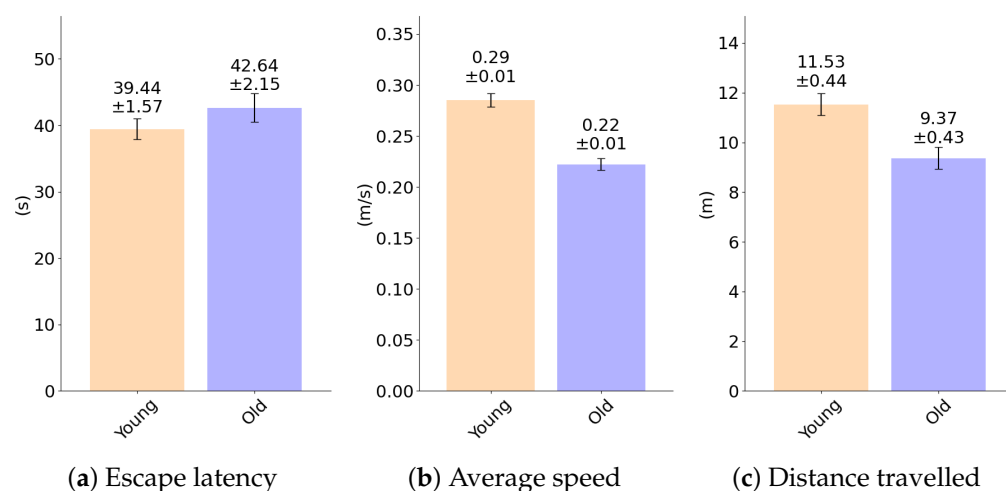 50
40
30
20
10
0
(s)
39.44
±1.57
42.64
±2.15
Young
Old
(a) Escape latency
0.35
0.30
0.25
0.20
0.15
0.10
0.05
0.00
(m/s)
0.29
±0.01
0.22
±0.01
Young
Old
(b) Average speed
14
12
10
8
6
4
2
0
(m)
11.53
±0.44
9.37
±0.43
Young
Old
(c) Distance travelled